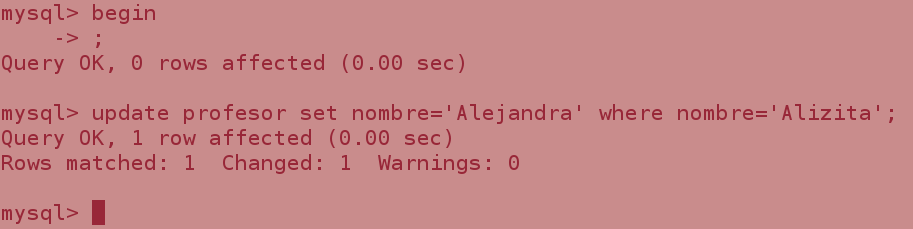 mysql> begin
    -> ;
Query OK, 0 rows affected (0.00 sec)
mysql> update profesor set nombre='Alejandra' where nombre='Alizita';
Query OK, 1 row affected (0.00 sec)
Rows matched: 1  Changed: 1  Warnings: 0
mysql>